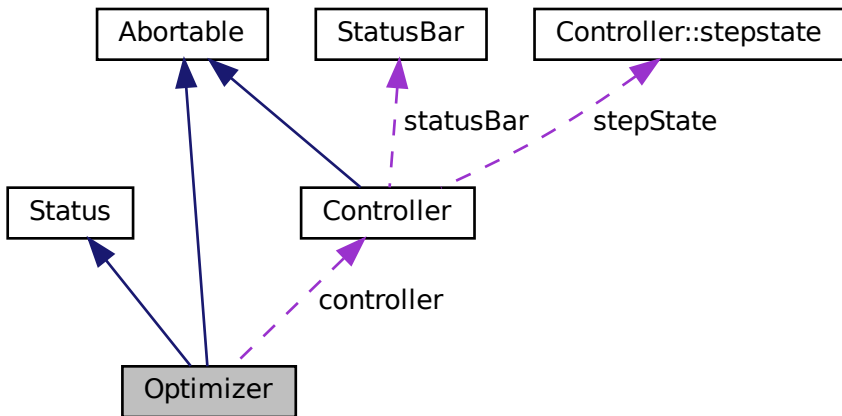 Abortable
StatusBar
Controller::stepstate
statusBar
stepState
Status
Controller
controller
Optimizer